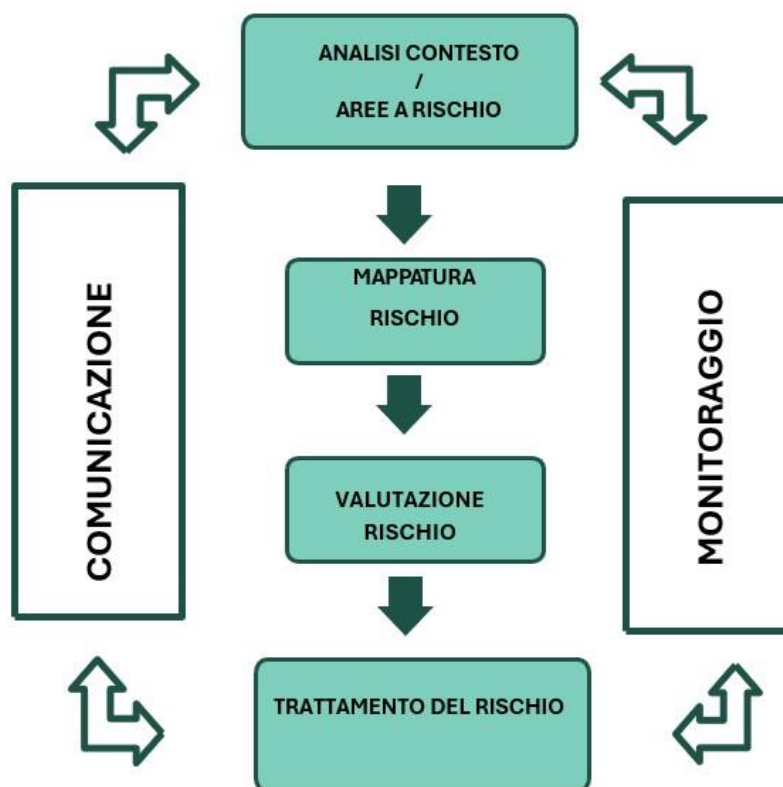 ANALISI CONTESTO
/
AREE A RISCHIO
COMUNICAZIONE
MAPPATURA
RISCHIO
MONITORAGGIO
VALUTAZIONE
RISCHIO
TRATTAMENTO DEL RISCHIO